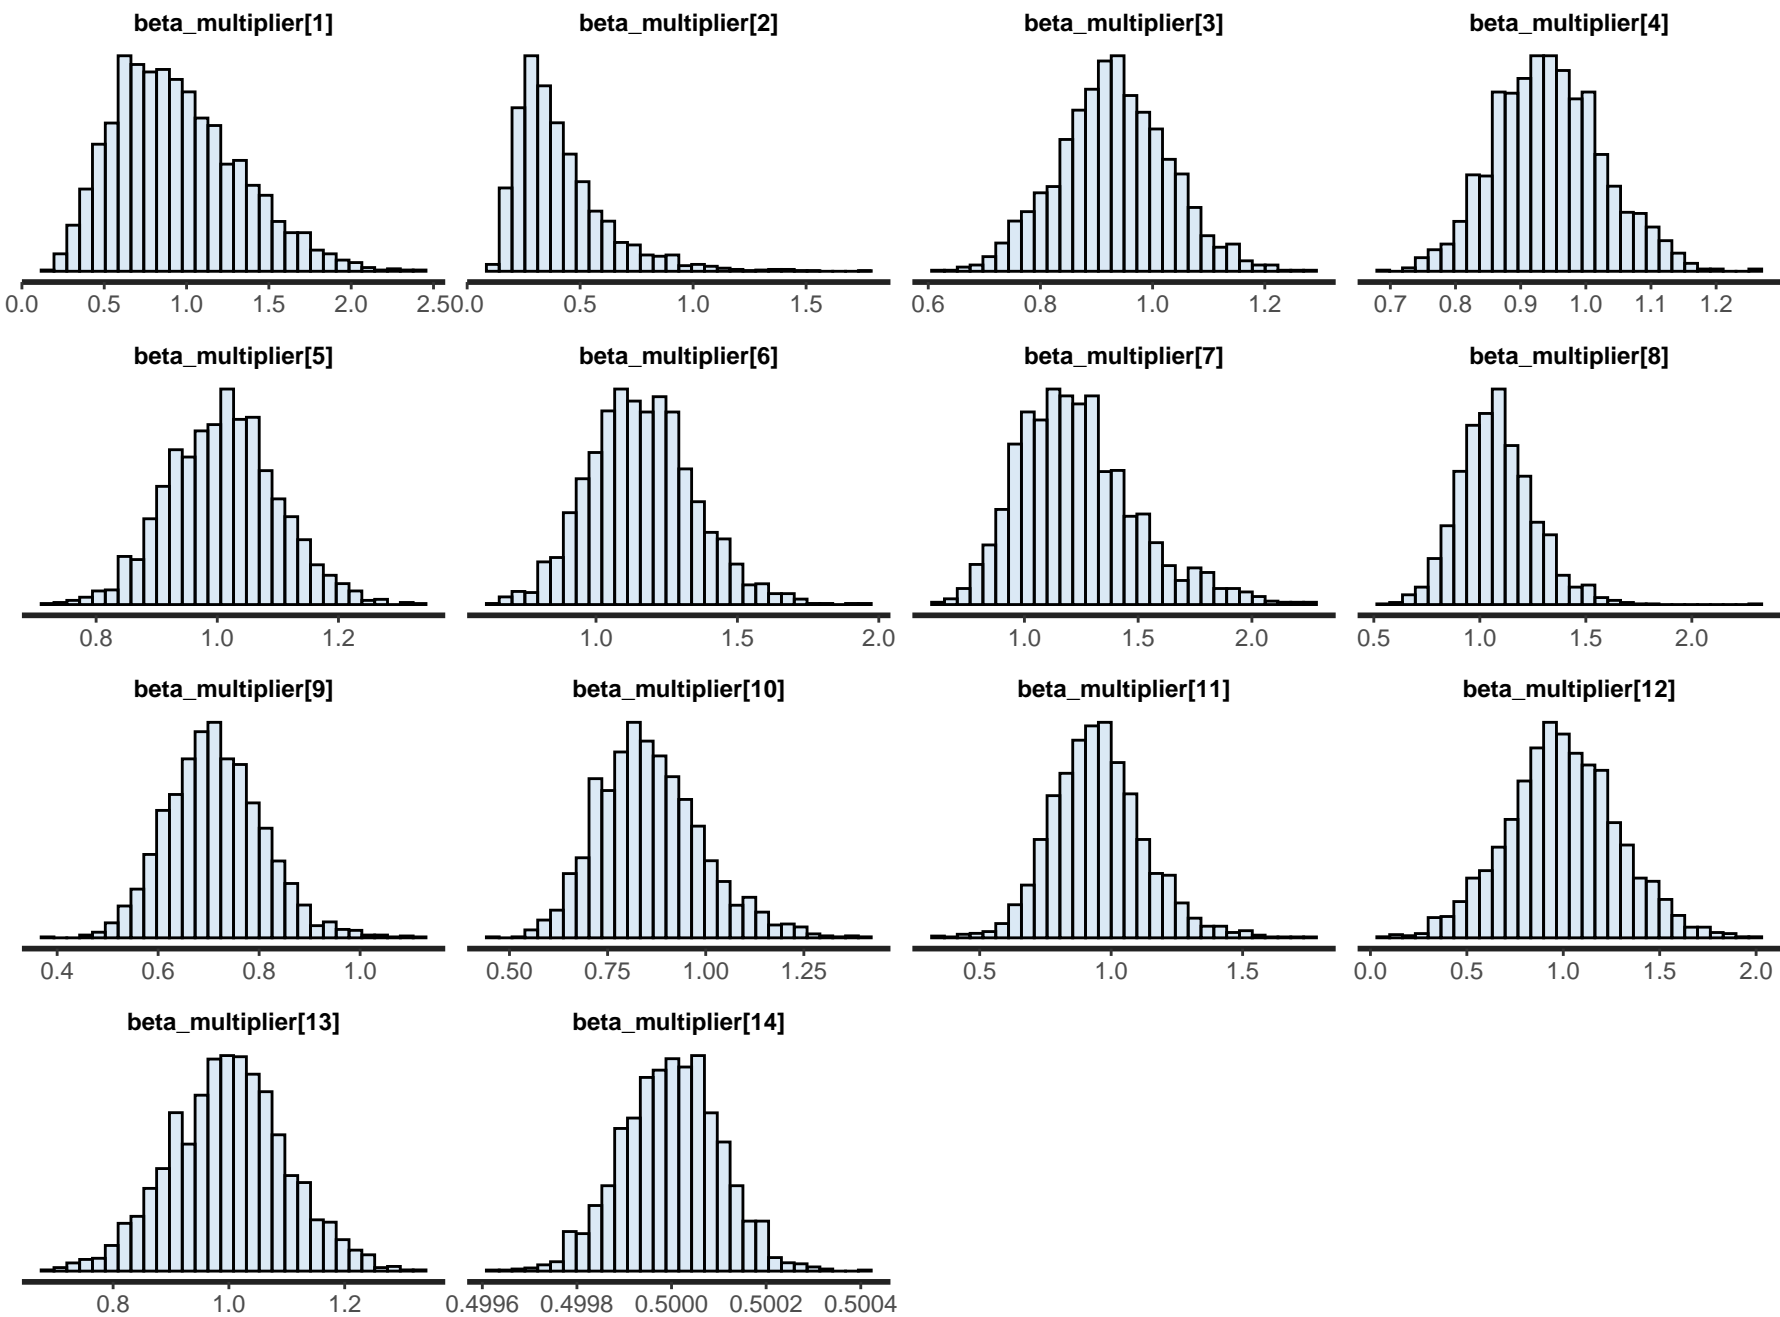 beta_multiplier[1] beta_multiplier[2] beta_multiplier[3] beta_multiplier[4]
0.0 0.5 1.0 1.5 2.0 2.5 0.0 0.5 1.0 1.5 0.6 0.8 1.0 1.2 0.7 0.8 0.9 1.0 1.1 1.2
beta_multiplier[5] beta_multiplier[6] beta_multiplier[7] beta_multiplier[8]
0.8 1.0 1.2 1.0 1.5 2.0 1.0 1.5 2.0 0.5 1.0 1.5 2.0
beta_multiplier[9] beta_multiplier[10] beta_multiplier[11] beta_multiplier[12]
0.4 0.6 0.8 1.0 0.50 0.75 1.00 1.25 0.5 1.0 1.5 0.0 0.5 1.0 1.5 2.0
beta_multiplier[13] beta_multiplier[14]
0.8 1.0 1.2 0.4996 0.4998 0.5000 0.5002 0.5004